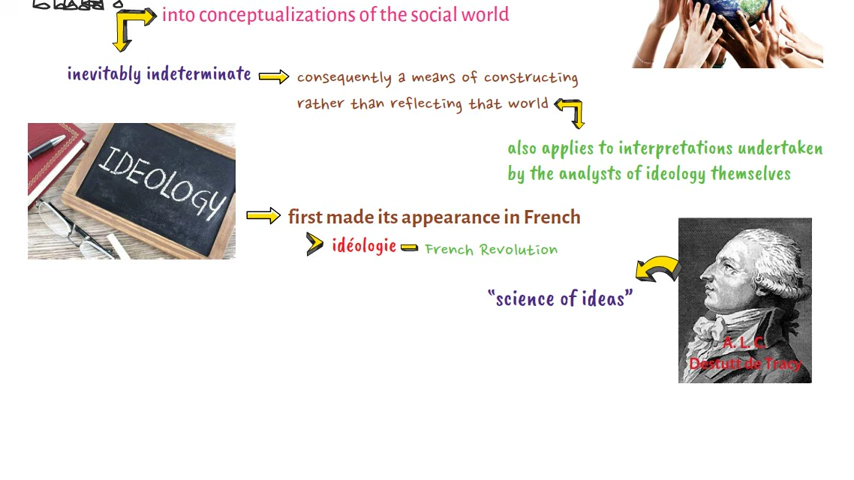 into conceptualizations of the social world
inevitably indeterminate
consequently a means of constructing
rather than reflecting that world
also applies to interpretations undertaken
by the analysts of ideology themselves
IDEOLOGY
first made its appearance in French
idéologie
French Revolution
"science of ideas"
A. L. C.
Destutt de Tracy